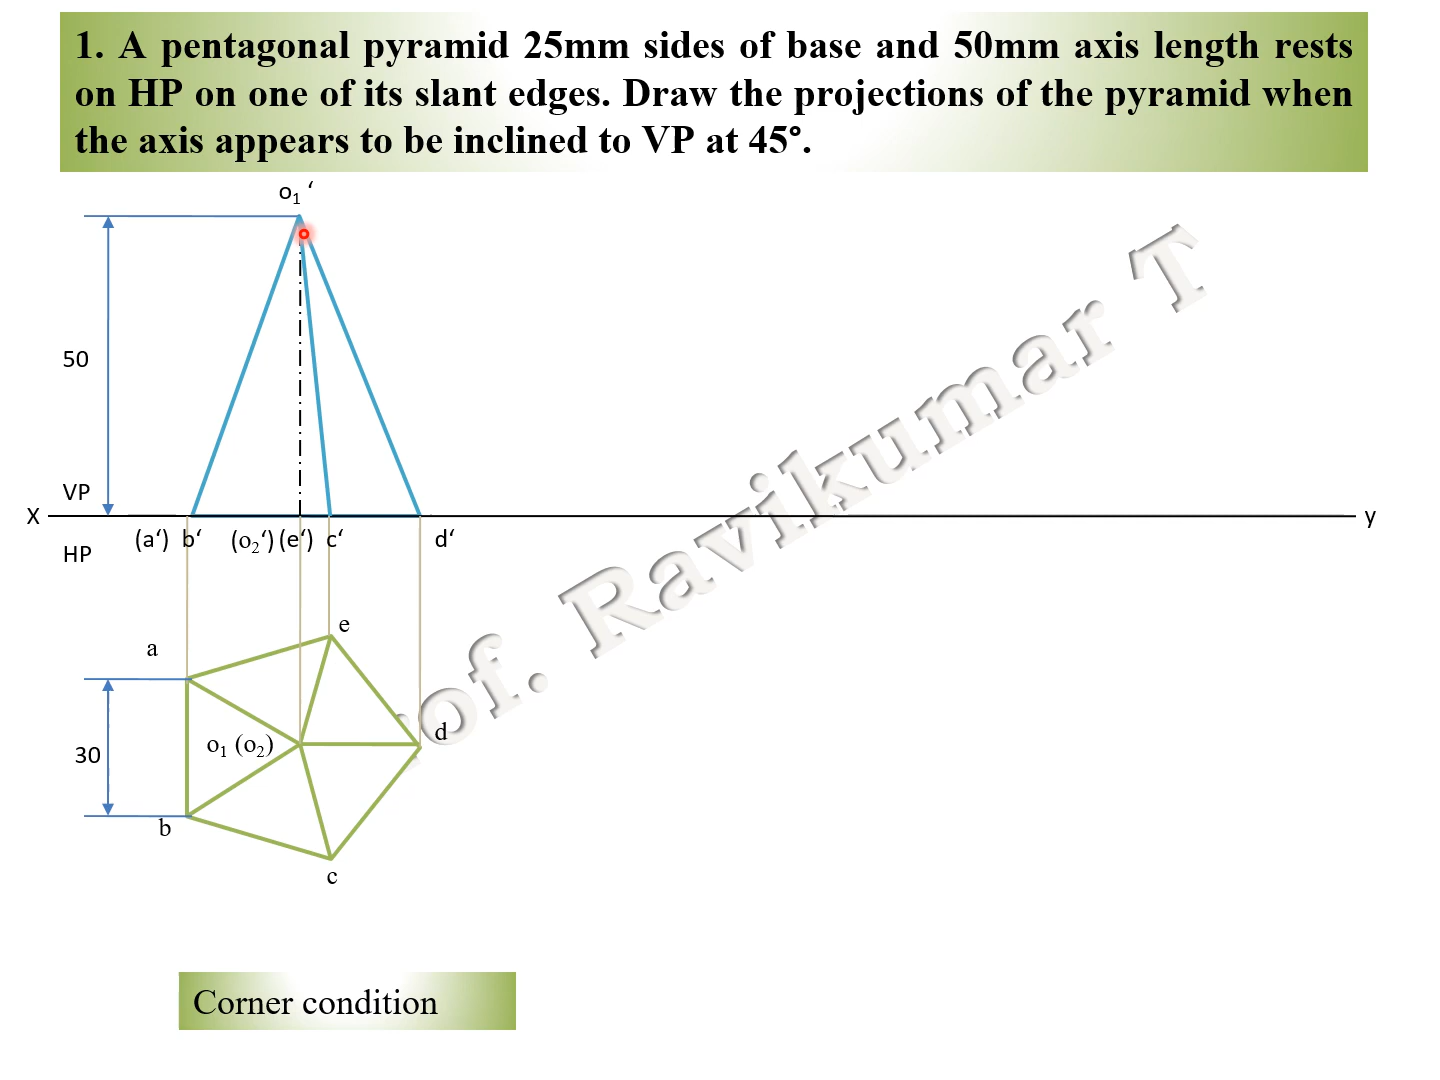 1. A pentagonal pyramid 25mm sides of base and 50mm axis length rests
on HP on one of its slant edges. Draw the projections of the pyramid when
the axis appears to be inclined to VP at 45°.
o₁ ‘
50
VP
X
y
HP
(a‘) b‘ (o₂‘) (e‘) c‘ d‘
e
a
d
o₁ (o₂)
30
b
c
of. Ravikumar T
Corner condition